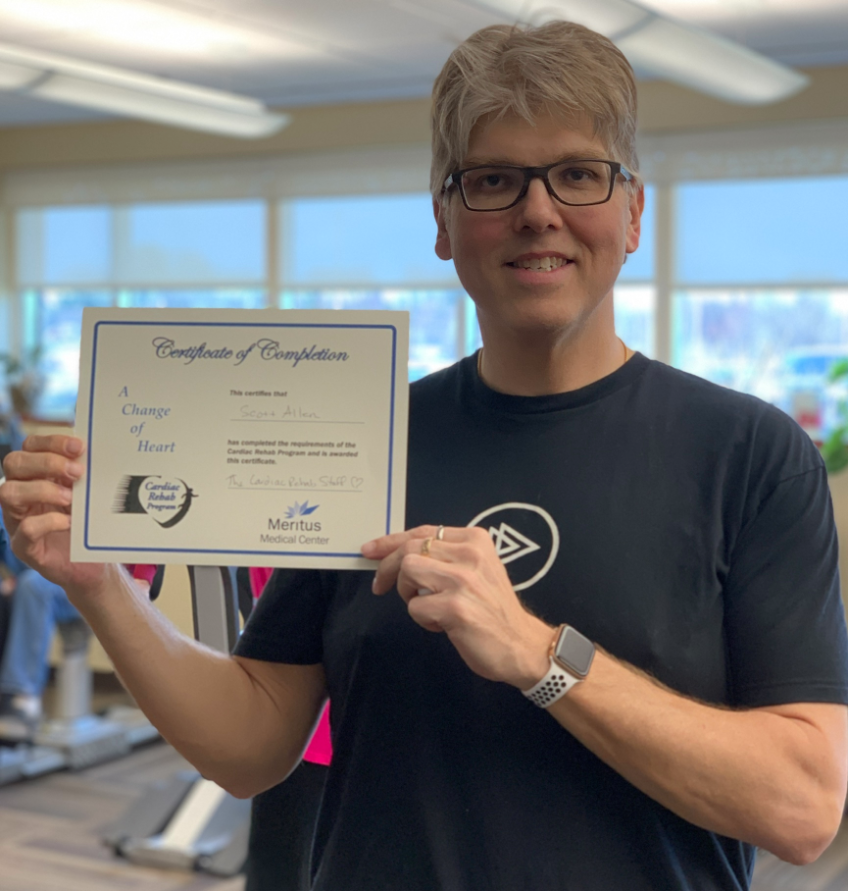 Certificate of Completion
A
Change
of
Heart
This certifies that
Scott Allen
has completed the requirements of the
Cardiac Rehab Program and is awarded
this certificate.
The Cardiac Rehab Staff ♡
Cardiac
Rehab
Program
Meritus
Medical Center